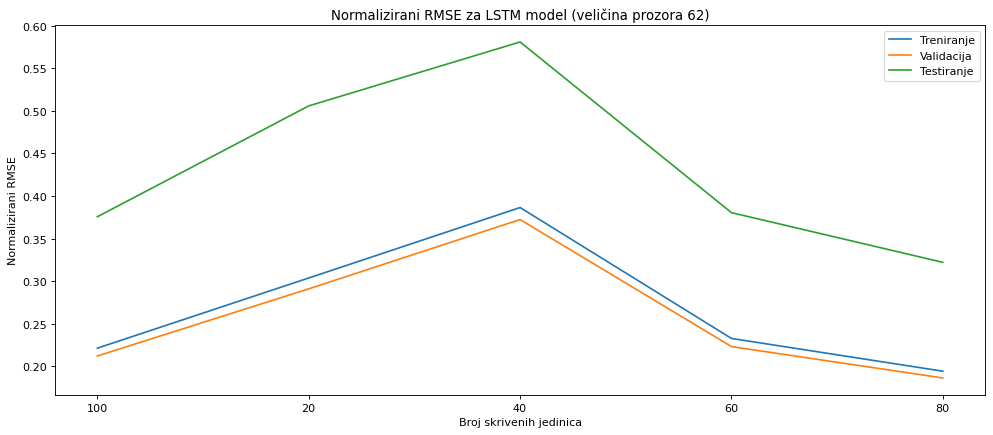 Normalizirani RMSE za LSTM model (veličina prozora 62)
Treniranje
Validacija
Testiranje
Normalizirani RMSE
0.60
0.55
0.50
0.45
0.40
0.35
0.30
0.25
0.20
100 20 40 60 80
Broj skrivenih jedinica